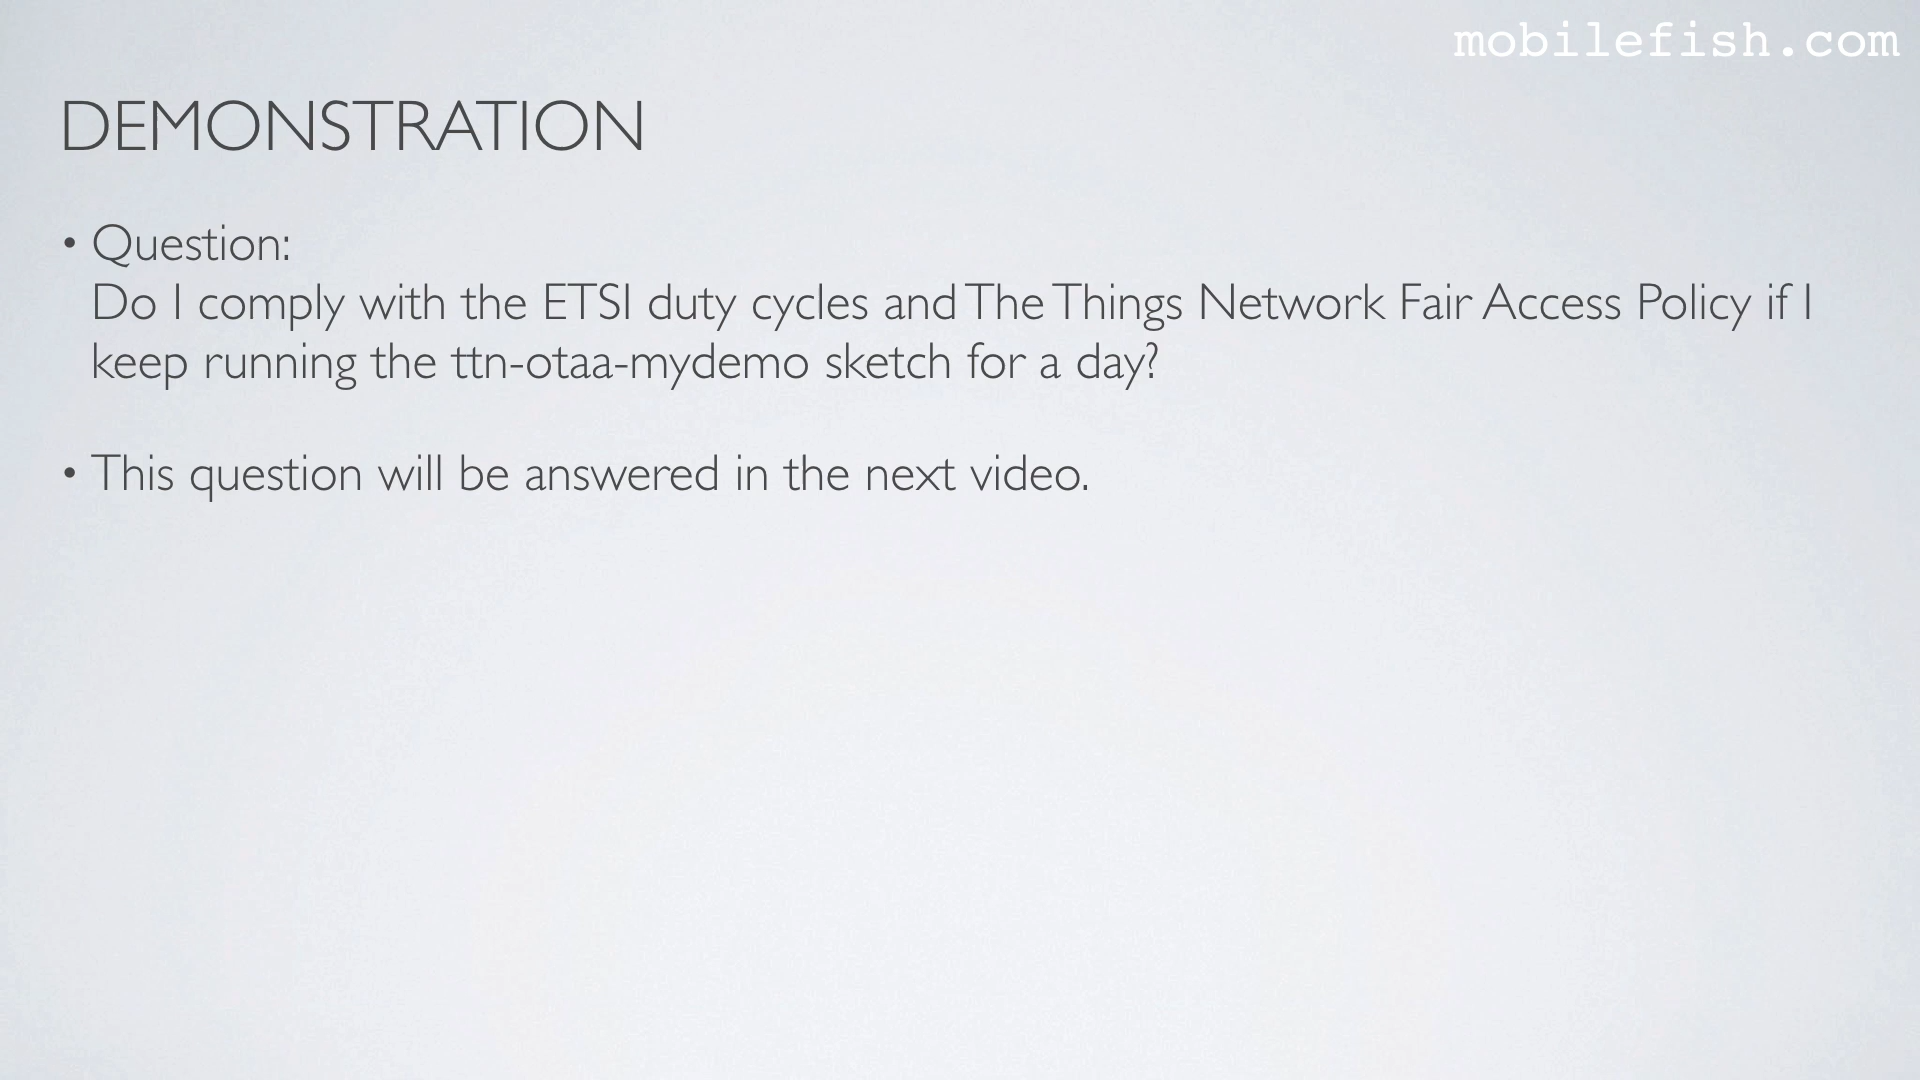 mobilefish.com
DEMONSTRATION
• Question:
Do I comply with the ETSI duty cycles and The Things Network Fair Access Policy if I
keep running the ttn-otaa-mydemo sketch for a day?
• This question will be answered in the next video.